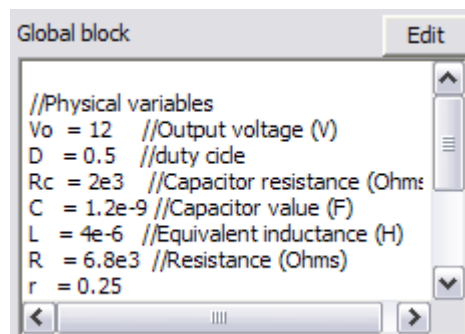 Global block
Edit
//Physical variables
Vo = 12 //Output voltage (V)
D = 0.5 //duty cicle
Rc = 2e3 //Capacitor resistance (Ohms
C = 1.2e-9 //Capacitor value (F)
L = 4e-6 //Equivalent inductance (H)
R = 6.8e3 //Resistance (Ohms)
r = 0.25